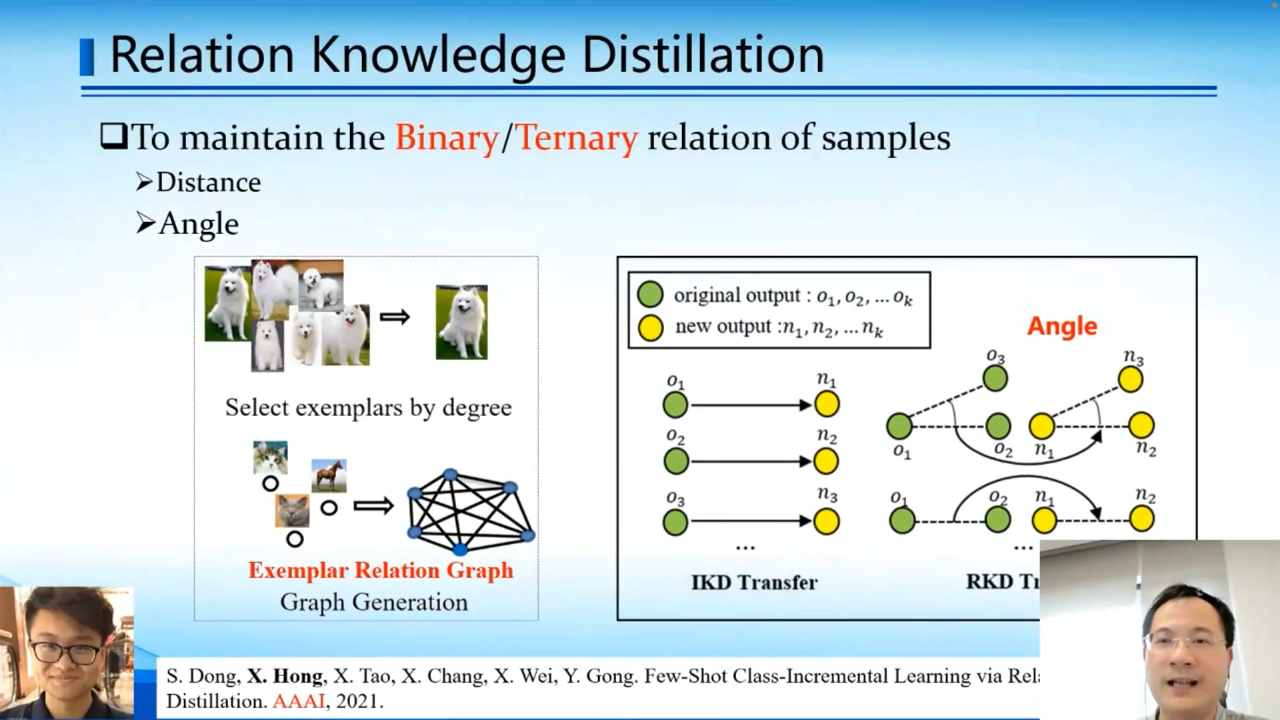 Relation Knowledge Distillation
To maintain the Binary/Ternary relation of samples
Distance
Angle
Select exemplars by degree
Exemplar Relation Graph
Graph Generation
original output : o₁, o₂, ... oₖ
new output :n₁, n₂, ... nₖ
Angle
o₁ n₁
o₂ n₂
o₃ n₃
...
IKD Transfer
o₃ n₃
o₁ o₂ n₁ n₂
o₁ o₂ n₁ n₂
...
RKD
S. Dong, X. Hong, X. Tao, X. Chang, X. Wei, Y. Gong. Few-Shot Class-Incremental Learning via
Distillation. AAAI, 2021.